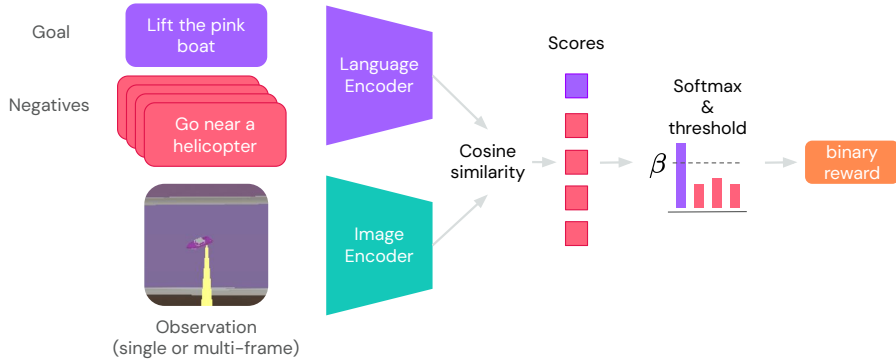 Goal
Lift the pink
boat
Negatives
Go near a
helicopter
Observation
(single or multi-frame)
Language
Encoder
Image
Encoder
Cosine
similarity
Scores
Softmax
&
threshold
β
binary
reward